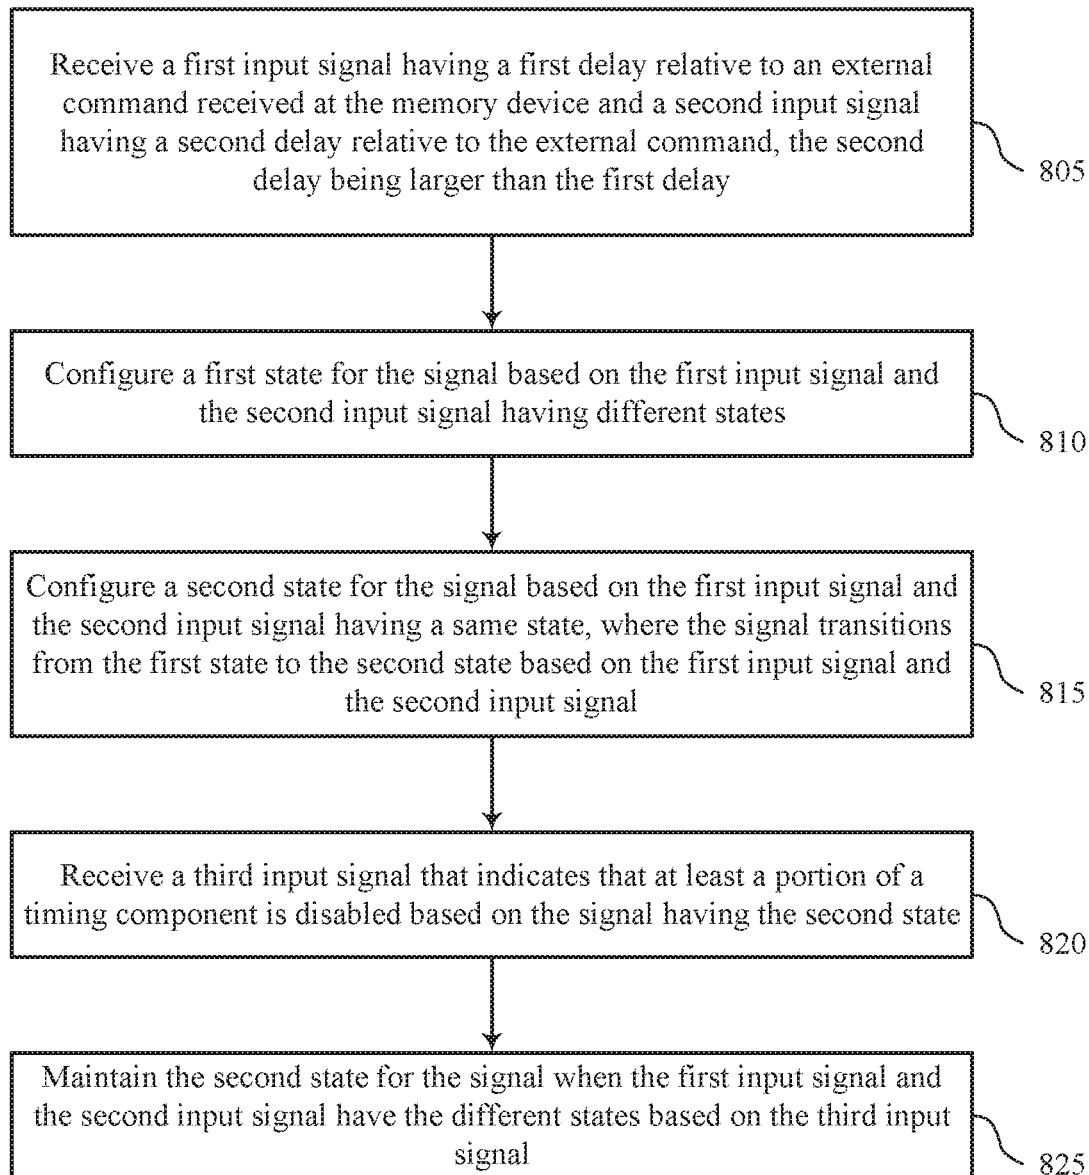 Receive a first input signal having a first delay relative to an external
command received at the memory device and a second input signal
having a second delay relative to the external command, the second
delay being larger than the first delay
805
Configure a first state for the signal based on the first input signal and
the second input signal having different states
810
Configure a second state for the signal based on the first input signal and
the second input signal having a same state, where the signal transitions
from the first state to the second state based on the first input signal and
the second input signal
815
Receive a third input signal that indicates that at least a portion of a
timing component is disabled based on the signal having the second state
820
Maintain the second state for the signal when the first input signal and
the second input signal have the different states based on the third input
signal
825